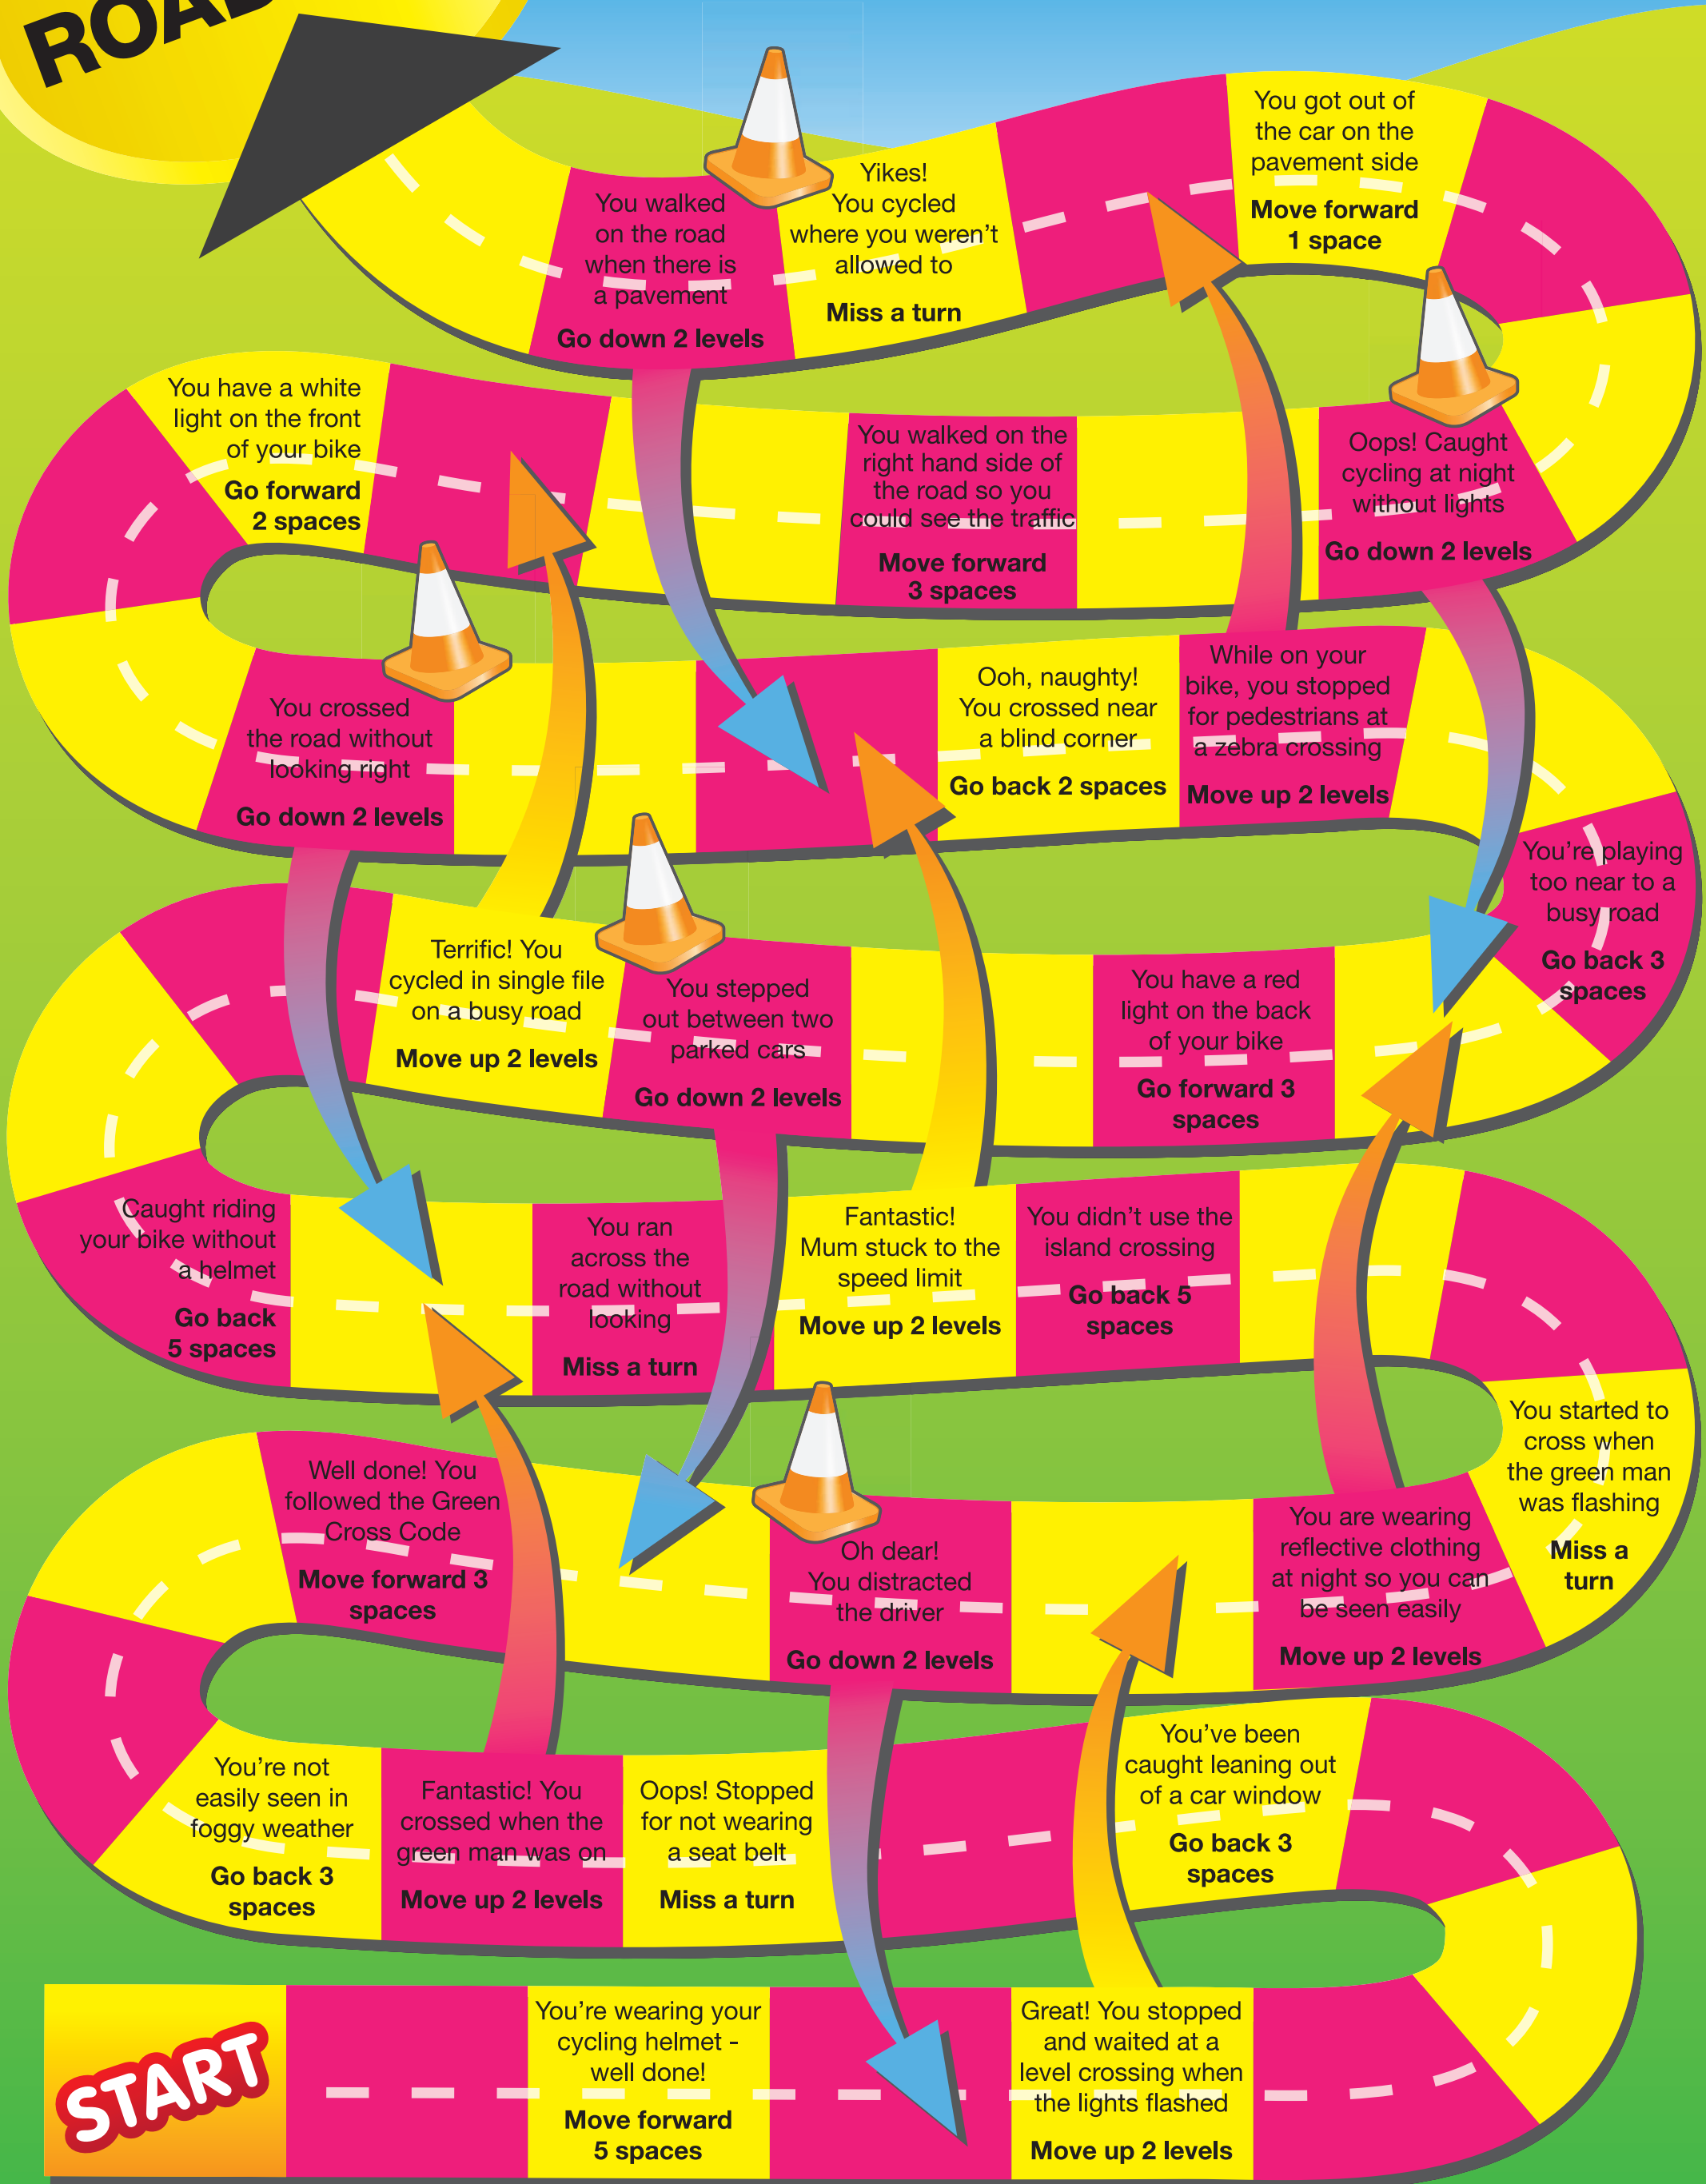 You got out of
the car on the
pavement side
Move forward
1 space
Yikes!
You cycled
where you weren't
allowed to
Miss a turn
You walked
on the road
when there is
a pavement
Go down 2 levels
You have a white
light on the front
of your bike
Go forward
2 spaces
You walked on the
right hand side of
the road so you
could see the traffic
Move forward
3 spaces
Oops! Caught
cycling at night
without lights
Go down 2 levels
You crossed
the road without
looking right
Go down 2 levels
Ooh, naughty!
You crossed near
a blind corner
Go back 2 spaces
While on your
bike, you stopped
for pedestrians at
a zebra crossing
Move up 2 levels
You're playing
too near to a
busy road
Go back 3
spaces
Terrific! You
cycled in single file
on a busy road
Move up 2 levels
You stepped
out between two
parked cars
Go down 2 levels
You have a red
light on the back
of your bike
Go forward 3
spaces
Caught riding
your bike without
a helmet
Go back
5 spaces
You ran
across the
road without
looking
Miss a turn
Fantastic!
Mum stuck to the
speed limit
Move up 2 levels
You didn't use the
island crossing
Go back 5
spaces
You started to
cross when
the green man
was flashing
Miss a
turn
Well done! You
followed the Green
Cross Code
Move forward 3
spaces
Oh dear!
You distracted
the driver
Go down 2 levels
You are wearing
reflective clothing
at night so you can
be seen easily
Move up 2 levels
You're not
easily seen in
foggy weather
Go back 3
spaces
Fantastic! You
crossed when the
green man was on
Move up 2 levels
Oops! Stopped
for not wearing
a seat belt
Miss a turn
You've been
caught leaning out
of a car window
Go back 3
spaces
START
You're wearing your
cycling helmet -
well done!
Move forward
5 spaces
Great! You stopped
and waited at a
level crossing when
the lights flashed
Move up 2 levels